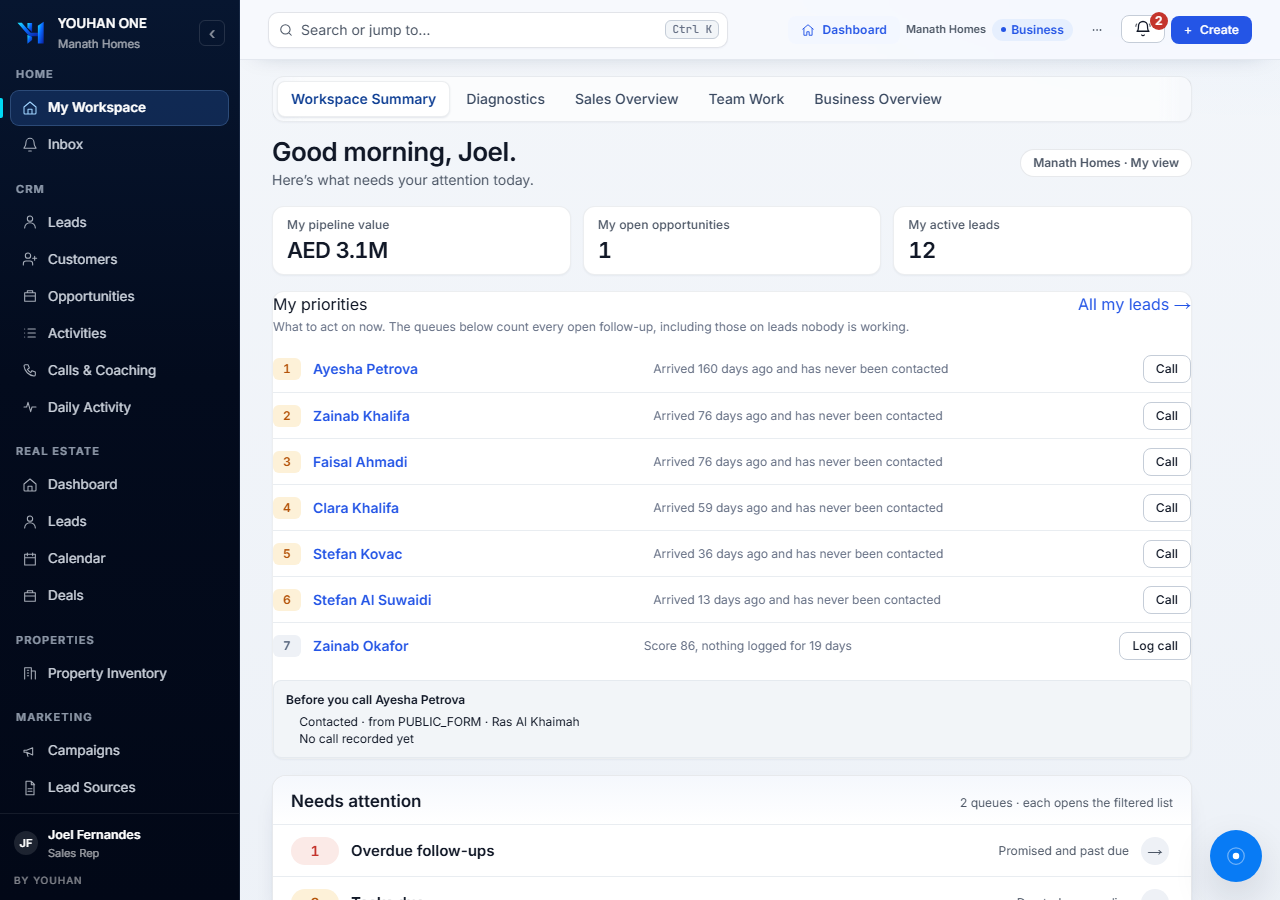 YOUHAN ONE
Manath Homes
HOME
My Workspace
Inbox
CRM
Leads
Customers
Opportunities
Activities
Calls & Coaching
Daily Activity
REAL ESTATE
Dashboard
Leads
Calendar
Deals
PROPERTIES
Property Inventory
MARKETING
Campaigns
Lead Sources
JF
Joel Fernandes
Sales Rep
BY YOUHAN
Search or jump to...
Ctrl K
Dashboard
Manath Homes
Business
...
2
+ Create
Workspace Summary
Diagnostics
Sales Overview
Team Work
Business Overview
Good morning, Joel.
Here's what needs your attention today.
Manath Homes · My view
My pipeline value
AED 3.1M
My open opportunities
1
My active leads
12
My priorities
All my leads →
What to act on now. The queues below count every open follow-up, including those on leads nobody is working.
1 Ayesha Petrova Arrived 160 days ago and has never been contacted Call
2 Zainab Khalifa Arrived 76 days ago and has never been contacted Call
3 Faisal Ahmadi Arrived 76 days ago and has never been contacted Call
4 Clara Khalifa Arrived 59 days ago and has never been contacted Call
5 Stefan Kovac Arrived 36 days ago and has never been contacted Call
6 Stefan Al Suwaidi Arrived 13 days ago and has never been contacted Call
7 Zainab Okafor Score 86, nothing logged for 19 days Log call
Before you call Ayesha Petrova
Contacted · from PUBLIC_FORM · Ras Al Khaimah
No call recorded yet
Needs attention
2 queues · each opens the filtered list
1 Overdue follow-ups Promised and past due →